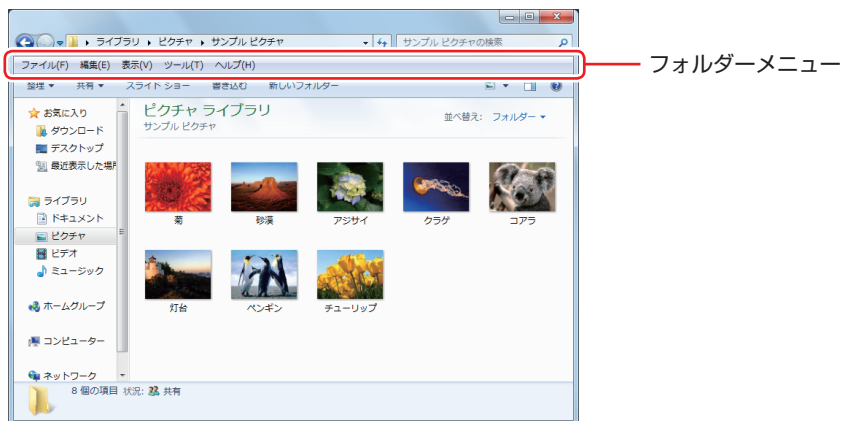 ライブラリ ピクチャ サンプル ピクチャ サンプル ピクチャの検索
ファイル(F) 編集(E) 表示(V) ツール(T) ヘルプ(H)
フォルダーメニュー
整理 共有 スライド ショー 書き込む 新しいフォルダー
お気に入り
ダウンロード
デスクトップ
最近表示した場所
ライブラリ
ドキュメント
ピクチャ
ビデオ
ミュージック
ホームグループ
コンピューター
ネットワーク
ピクチャ ライブラリ
サンプル ピクチャ
並べ替え: フォルダー
菊 砂漠 アジサイ クラゲ コアラ
灯台 ペンギン チューリップ
8 個の項目 状況: 共有